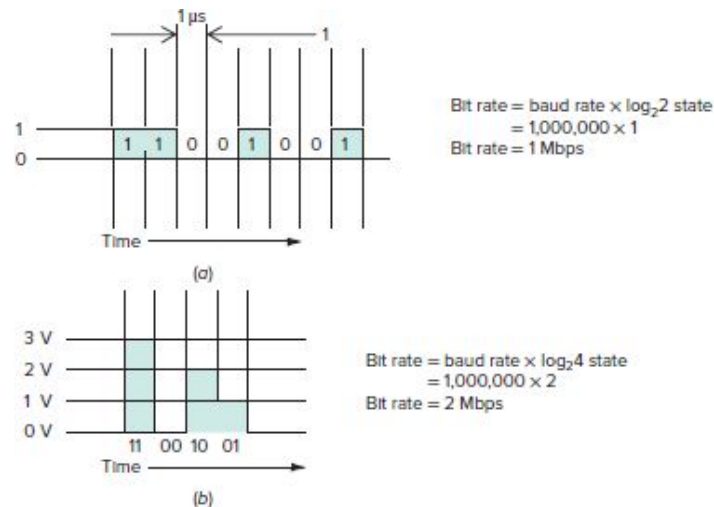 1 µs
1
1
0
1 1 0 0 1 0 0 1
Time
(a)
Bit rate = baud rate × log₂2 state
= 1,000,000 × 1
Bit rate = 1 Mbps
3 V
2 V
1 V
0 V
11 00 10 01
Time
(b)
Bit rate = baud rate × log₂4 state
= 1,000,000 × 2
Bit rate = 2 Mbps